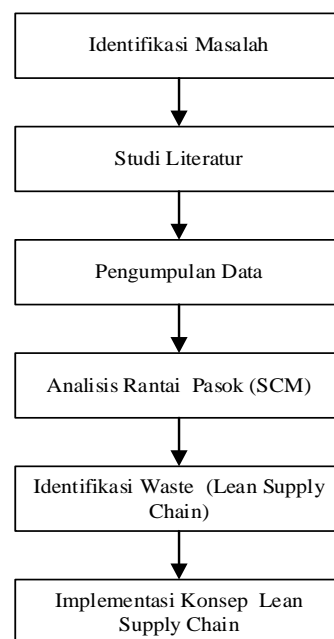 Identifikasi Masalah
Studi Literatur
Pengumpulan Data
Analisis Rantai Pasok (SCM)
Identifikasi Waste (Lean Supply
Chain)
Implementasi Konsep Lean
Supply Chain